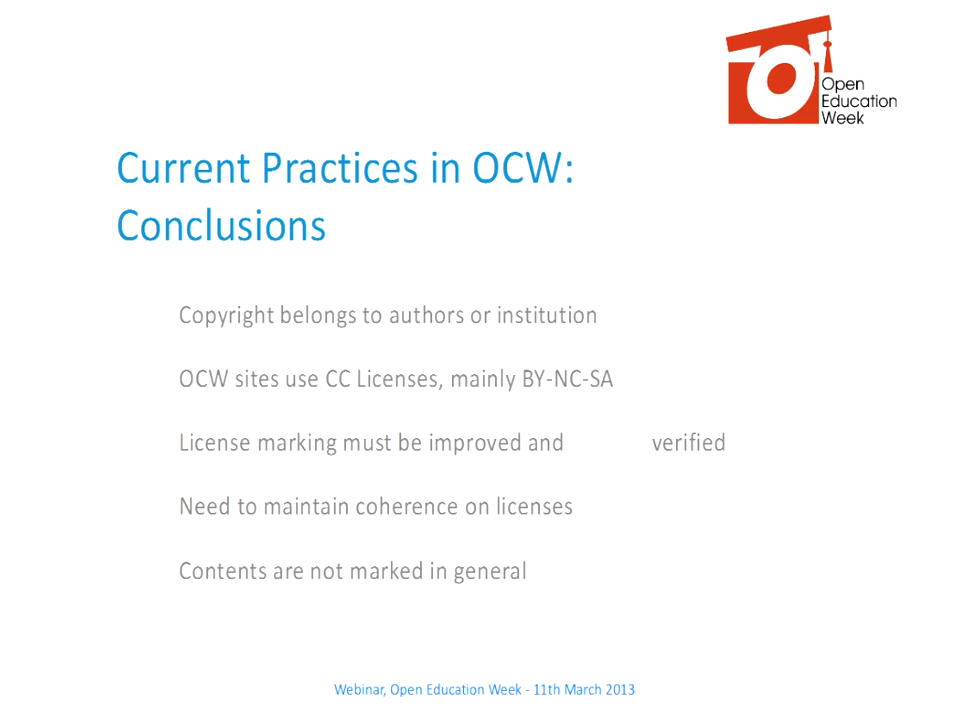 Open
Education
Week
Current Practices in OCW:
Conclusions
Copyright belongs to authors or institution
OCW sites use CC Licenses, mainly BY-NC-SA
License marking must be improved and verified
Need to maintain coherence on licenses
Contents are not marked in general
Webinar, Open Education Week - 11th March 2013